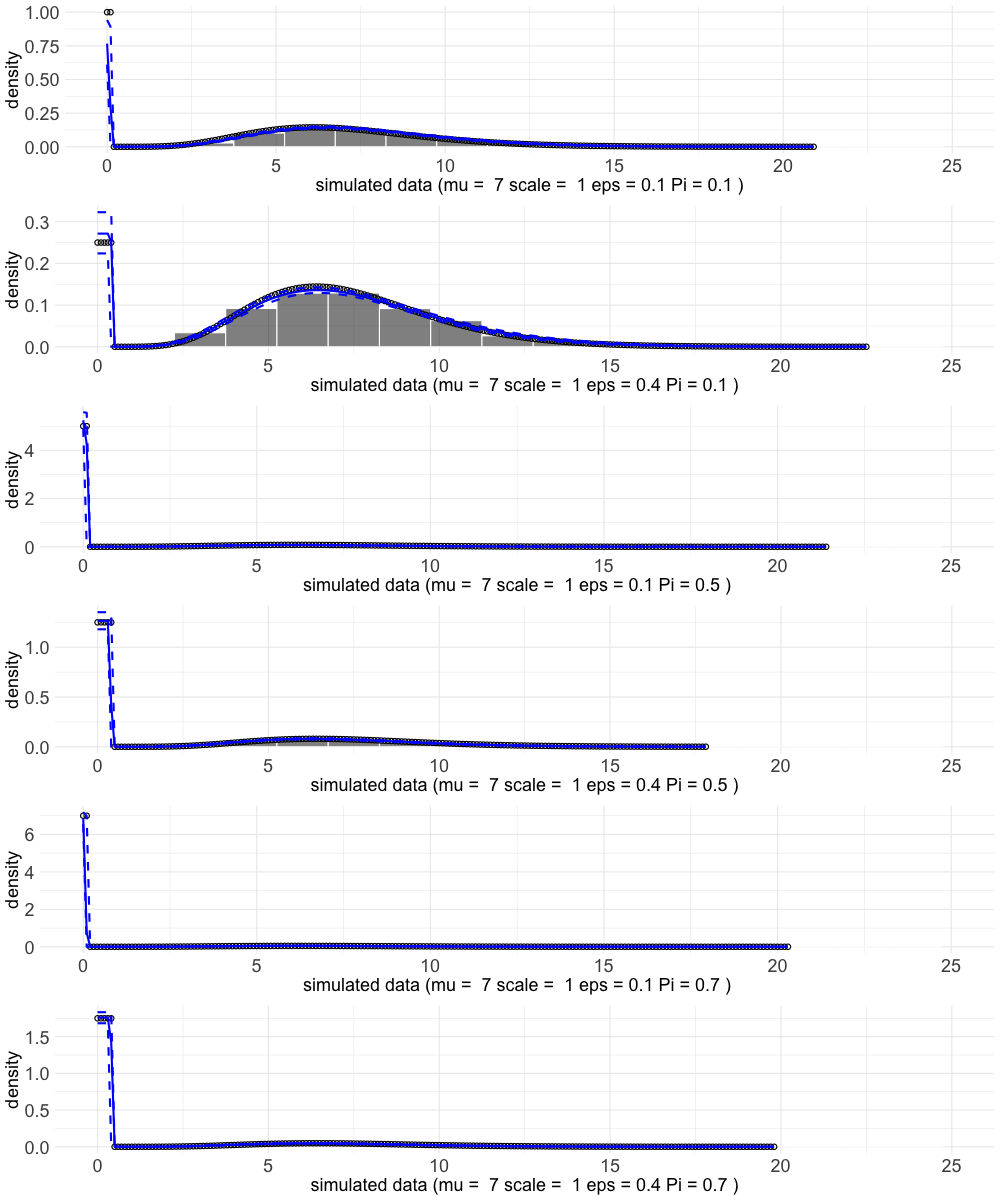 density
1.00
0.75
0.50
0.25
0.00
0 5 10 15 20 25
simulated data (mu =  7 scale =  1 eps = 0.1 Pi = 0.1 )
density
0.3
0.2
0.1
0.0
0 5 10 15 20 25
simulated data (mu =  7 scale =  1 eps = 0.4 Pi = 0.1 )
density
4
2
0
0 5 10 15 20 25
simulated data (mu =  7 scale =  1 eps = 0.1 Pi = 0.5 )
density
1.0
0.5
0.0
0 5 10 15 20 25
simulated data (mu =  7 scale =  1 eps = 0.4 Pi = 0.5 )
density
6
4
2
0
0 5 10 15 20 25
simulated data (mu =  7 scale =  1 eps = 0.1 Pi = 0.7 )
density
1.5
1.0
0.5
0.0
0 5 10 15 20 25
simulated data (mu =  7 scale =  1 eps = 0.4 Pi = 0.7 )